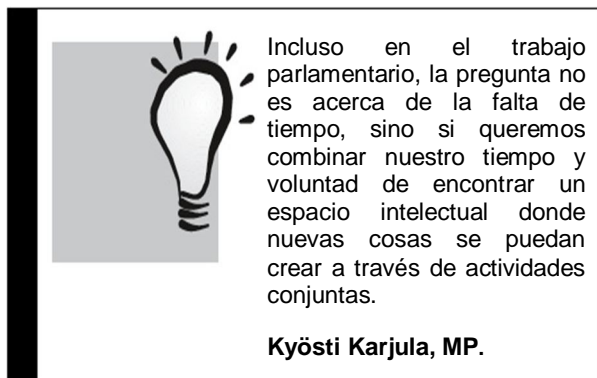 Incluso en el trabajo
parlamentario, la pregunta no
es acerca de la falta de
tiempo, sino si queremos
combinar nuestro tiempo y
voluntad de encontrar un
espacio intelectual donde
nuevas cosas se puedan
crear a través de actividades
conjuntas.
Kyösti Karjula, MP.